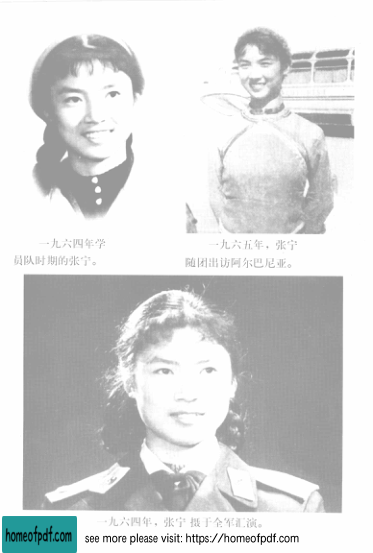 一九六四年学
员队时期的张宁。
一九六五年，张宁
随团出访阿尔巴尼亚。
一九六四年，张宁 摄于全军汇演。
homeofpdf.com
see more please visit: https://homeofpdf.com